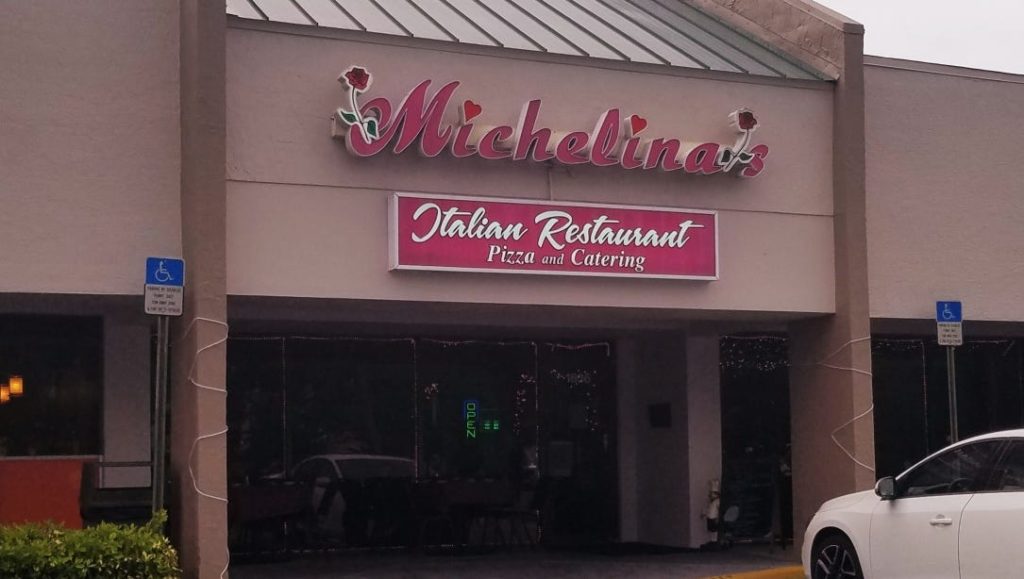 Michelina's
Italian Restaurant
Pizza and Catering
OPEN